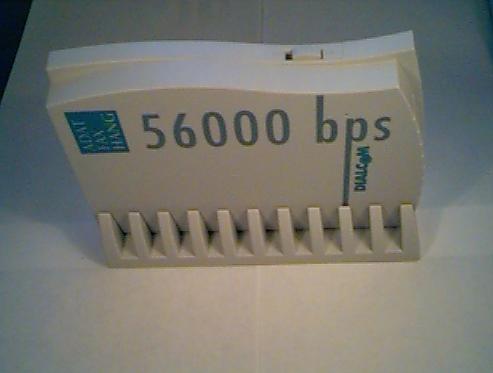 ADAT
FAX
HANG
56000 bps
DIALCOM